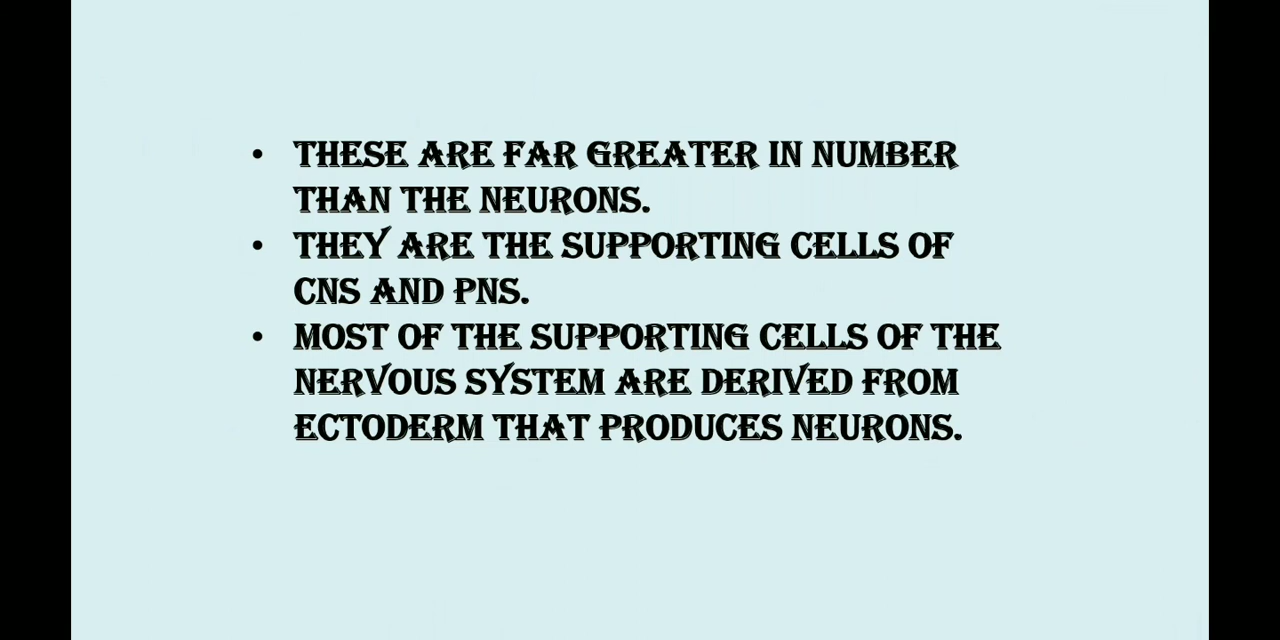 • THESE ARE FAR GREATER IN NUMBER
THAN THE NEURONS.
• THEY ARE THE SUPPORTING CELLS OF
CNS AND PNS.
• MOST OF THE SUPPORTING CELLS OF THE
NERVOUS SYSTEM ARE DERIVED FROM
ECTODERM THAT PRODUCES NEURONS.